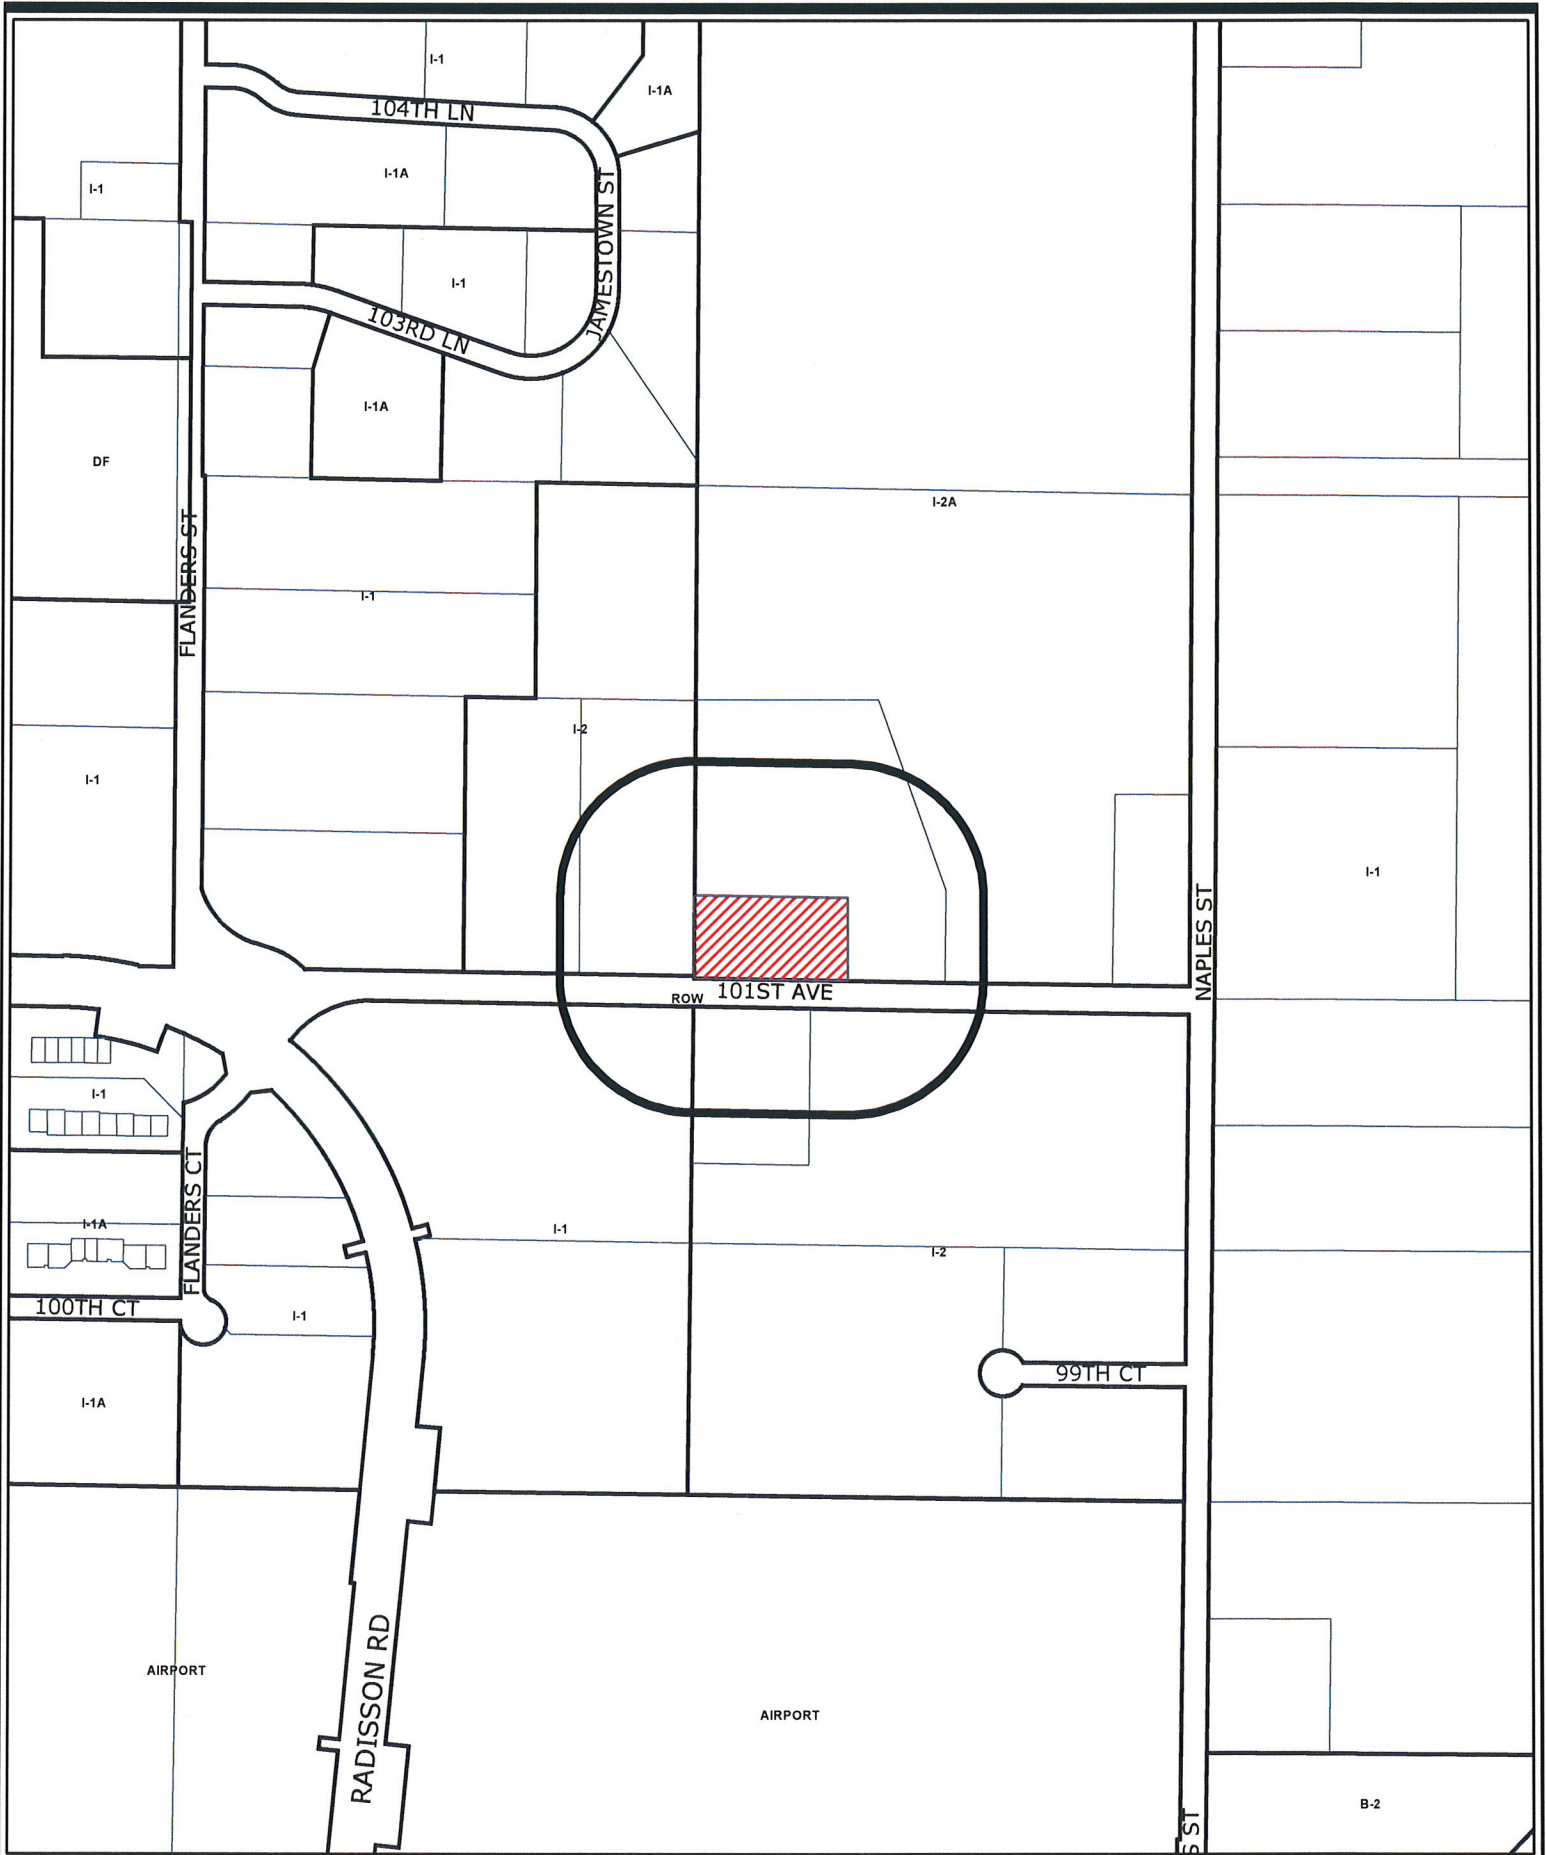 I-1
I-1A
104TH LN
I-1A
I-1
JAMESTOWN ST
I-1
103RD LN
I-1A
DF
I-2A
FLANDERS ST
I-1
I-2
I-1
I-1
NAPLES ST
101ST AVE
ROW
I-1
FLANDERS CT
I-1A
I-1
I-2
100TH CT
I-1
99TH CT
I-1A
AIRPORT
RADISSON RD
AIRPORT
B-2
S ST